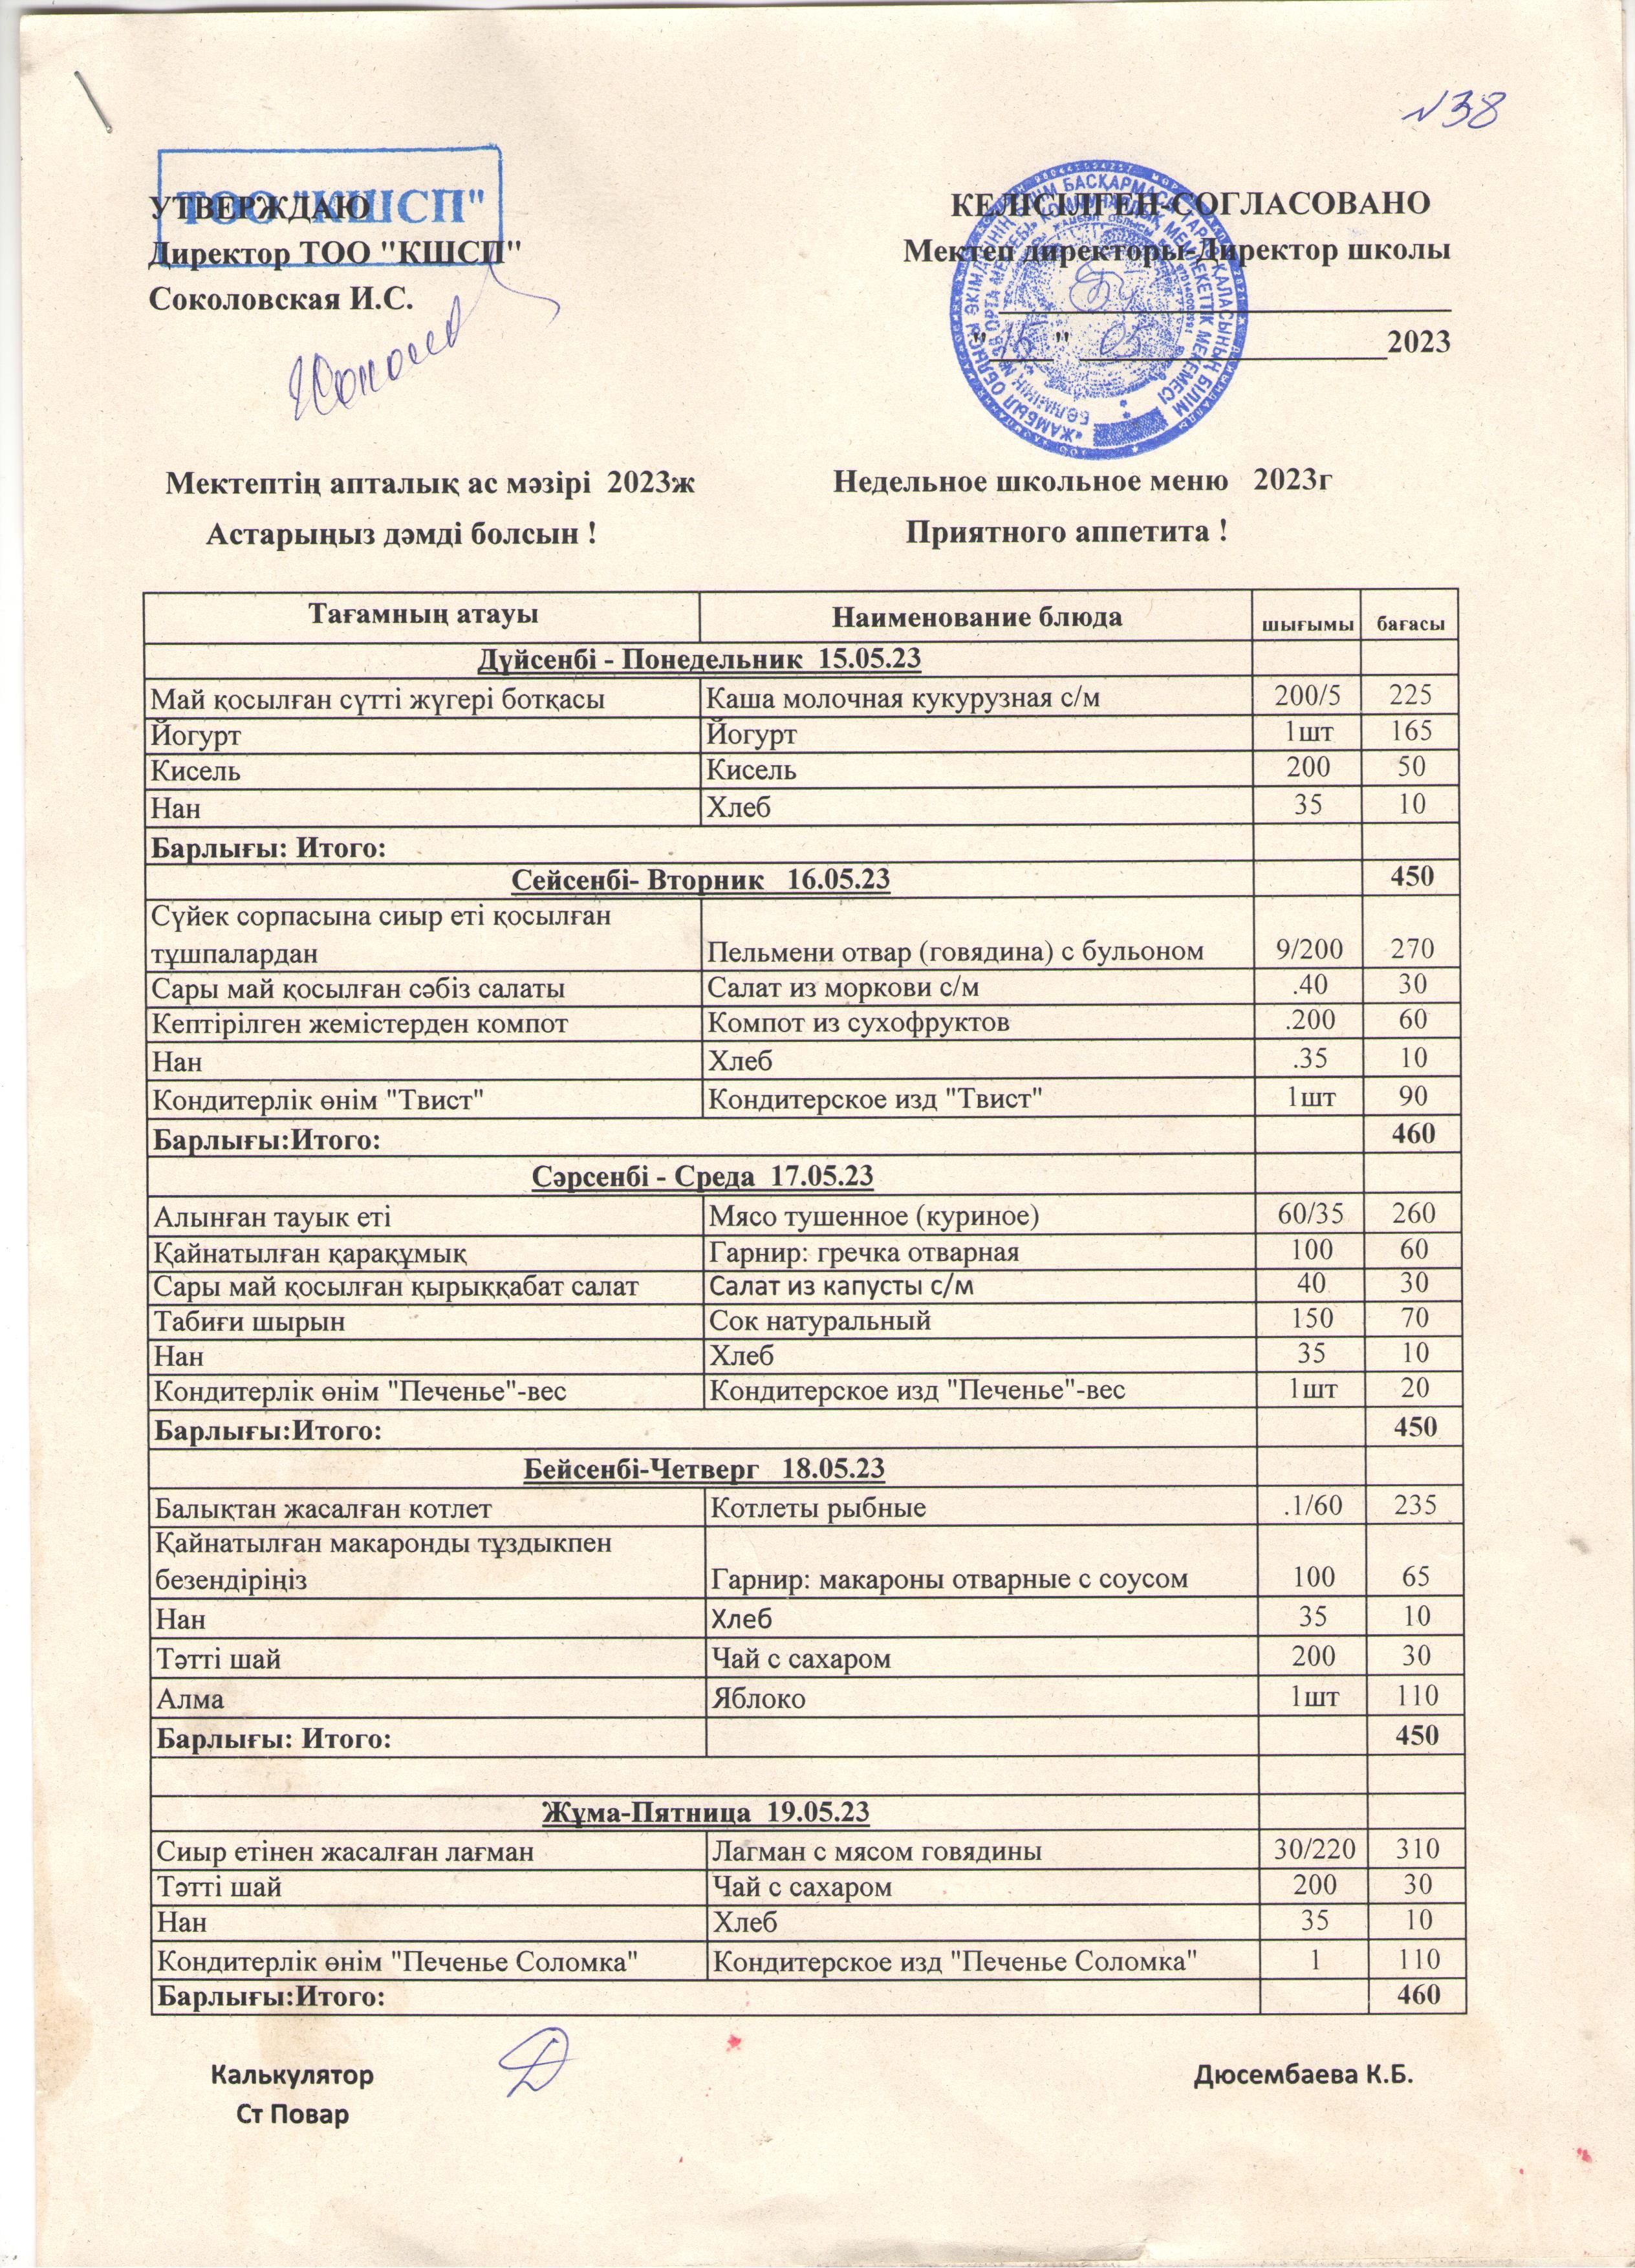 №38
ТОО "КШСП"
УТВЕРЖДАЮ
Директор ТОО "КШСП"
Соколовская И.С.
КЕЛІСІЛГЕН-СОГЛАСОВАНО
Мектеп директоры-Директор школы
"15" 05 2023
Мектептің апталық ас мәзірі 2023ж Недельное школьное меню 2023г
Астарыңыз дәмді болсын ! Приятного аппетита !
Тағамның атауы Наименование блюда шығымы бағасы
Дүйсенбі - Понедельник 15.05.23
Май қосылған сүтті жүгері ботқасы Каша молочная кукурузная с/м 200/5 225
Йогурт Йогурт 1шт 165
Кисель Кисель 200 50
Нан Хлеб 35 10
Барлығы: Итого:
Сейсенбі- Вторник 16.05.23 450
Сүйек сорпасына сиыр еті қосылған
тұшпалардан Пельмени отвар (говядина) с бульоном 9/200 270
Сары май қосылған сәбіз салаты Салат из моркови с/м .40 30
Кептірілген жемістерден компот Компот из сухофруктов .200 60
Нан Хлеб .35 10
Кондитерлік өнім "Твист" Кондитерское изд "Твист" 1шт 90
Барлығы:Итого: 460
Сәрсенбі - Среда 17.05.23
Алынған тауық еті Мясо тушенное (куриное) 60/35 260
Қайнатылған қарақұмық Гарнир: гречка отварная 100 60
Сары май қосылған қырыққабат салат Салат из капусты с/м 40 30
Табиғи шырын Сок натуральный 150 70
Нан Хлеб 35 10
Кондитерлік өнім "Печенье"-вес Кондитерское изд "Печенье"-вес 1шт 20
Барлығы:Итого: 450
Бейсенбі-Четверг 18.05.23
Балықтан жасалған котлет Котлеты рыбные .1/60 235
Қайнатылған макаронды тұздыкпен
безендіріңіз Гарнир: макароны отварные с соусом 100 65
Нан Хлеб 35 10
Тәтті шай Чай с сахаром 200 30
Алма Яблоко 1шт 110
Барлығы: Итого: 450
Жұма-Пятница 19.05.23
Сиыр етінен жасалған лағман Лагман с мясом говядины 30/220 310
Тәтті шай Чай с сахаром 200 30
Нан Хлеб 35 10
Кондитерлік өнім "Печенье Соломка" Кондитерское изд "Печенье Соломка" 1 110
Барлығы:Итого: 460
Калькулятор Дюсембаева К.Б.
Ст Повар